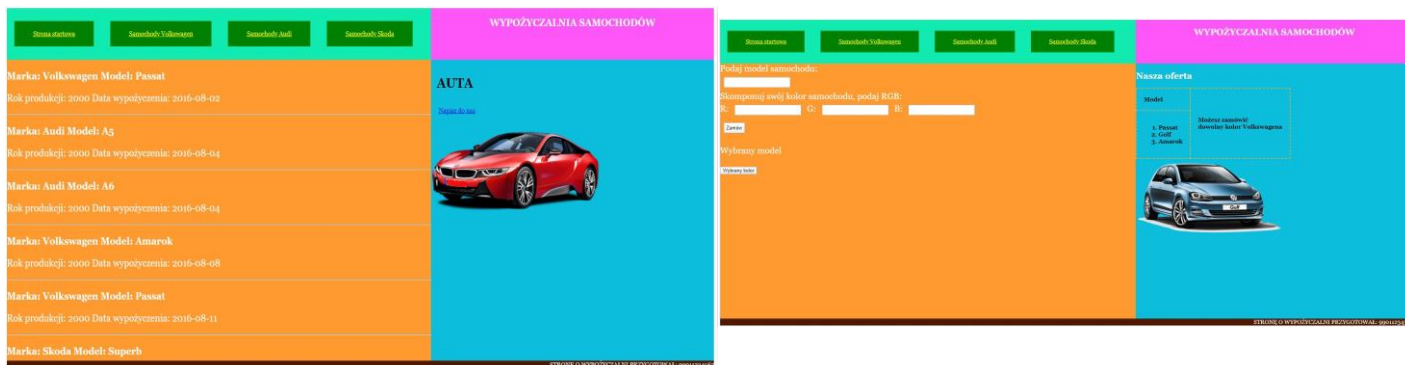 Strona startowa
Samochody Volkswagen
Samochody Audi
Samochody Skoda
WYPOŻYCZALNIA SAMOCHODÓW
Marka: Volkswagen Model: Passat
Rok produkcji: 2000 Data wypożyczenia: 2016-08-02
Marka: Audi Model: A5
Rok produkcji: 2000 Data wypożyczenia: 2016-08-04
Marka: Audi Model: A6
Rok produkcji: 2000 Data wypożyczenia: 2016-08-04
Marka: Volkswagen Model: Amarok
Rok produkcji: 2000 Data wypożyczenia: 2016-08-08
Marka: Volkswagen Model: Passat
Rok produkcji: 2000 Data wypożyczenia: 2016-08-11
Marka: Skoda Model: Superb
AUTA
Napisz do nas
STRONĘ O WYPOŻYCZALNI PRZYGOTOWAŁ:
Strona startowa
Samochody Volkswagen
Samochody Audi
Samochody Skoda
WYPOŻYCZALNIA SAMOCHODÓW
Podaj model samochodu:
Skomponuj swój kolor samochodu, podaj RGB:
R: G: B:
Zamów
Wybrany model
Wybrany kolor
Nasza oferta
Model
1. Passat
2. Golf
3. Amarok
Możesz zamówić
dowolny kolor Volkswagena
Golf
STRONĘ O WYPOŻYCZALNI PRZYGOTOWAŁ: